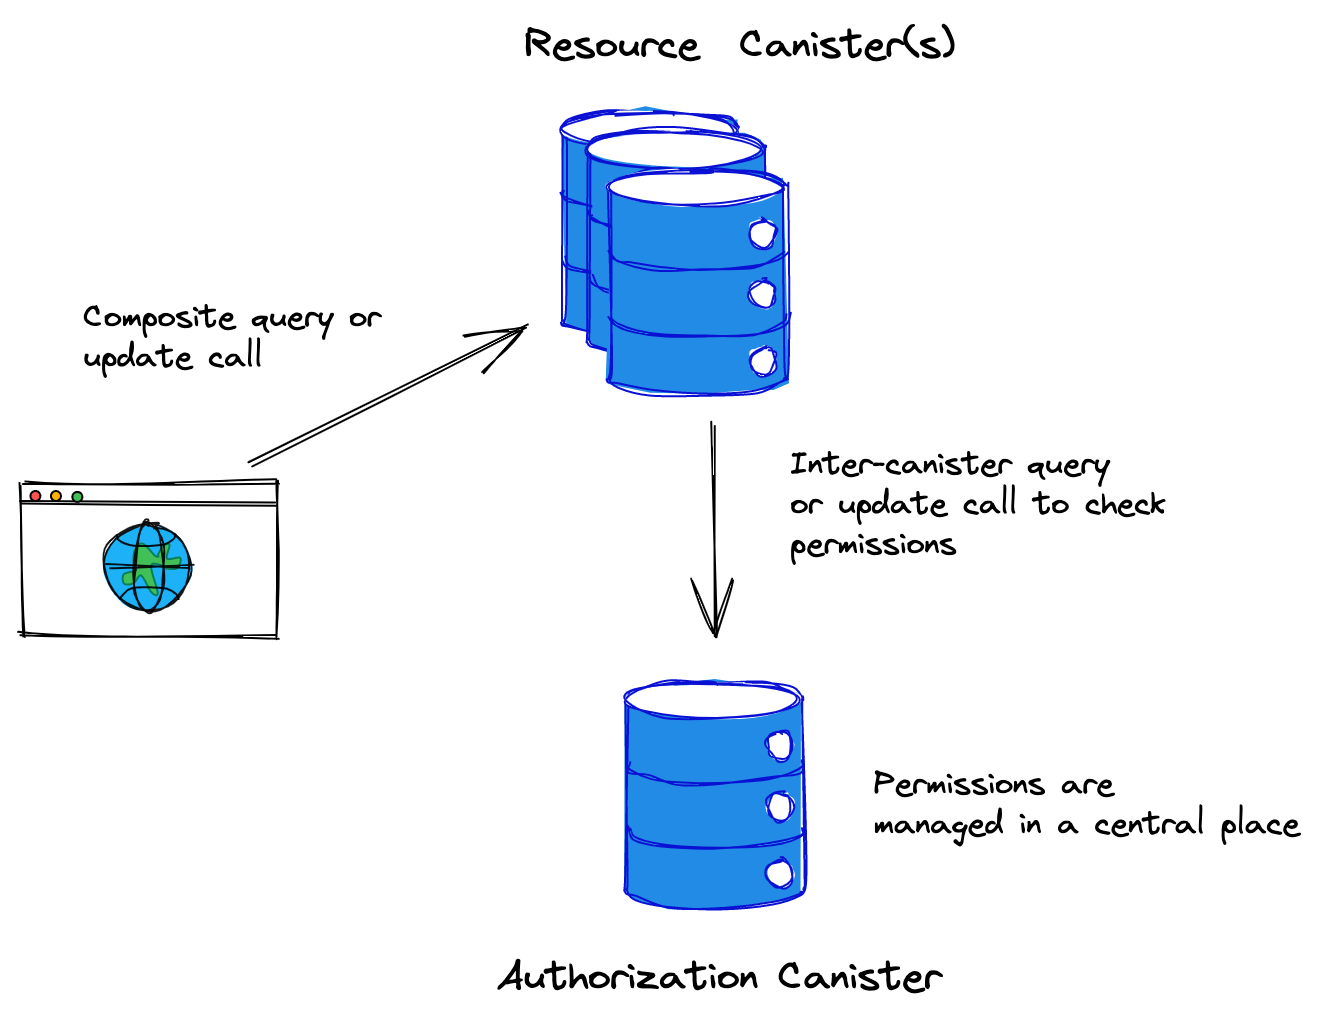 Resource Canister(s)
Composite query or
update call
Inter-canister query
or update call to check
permissions
Permissions are
managed in a central place
Authorization Canister